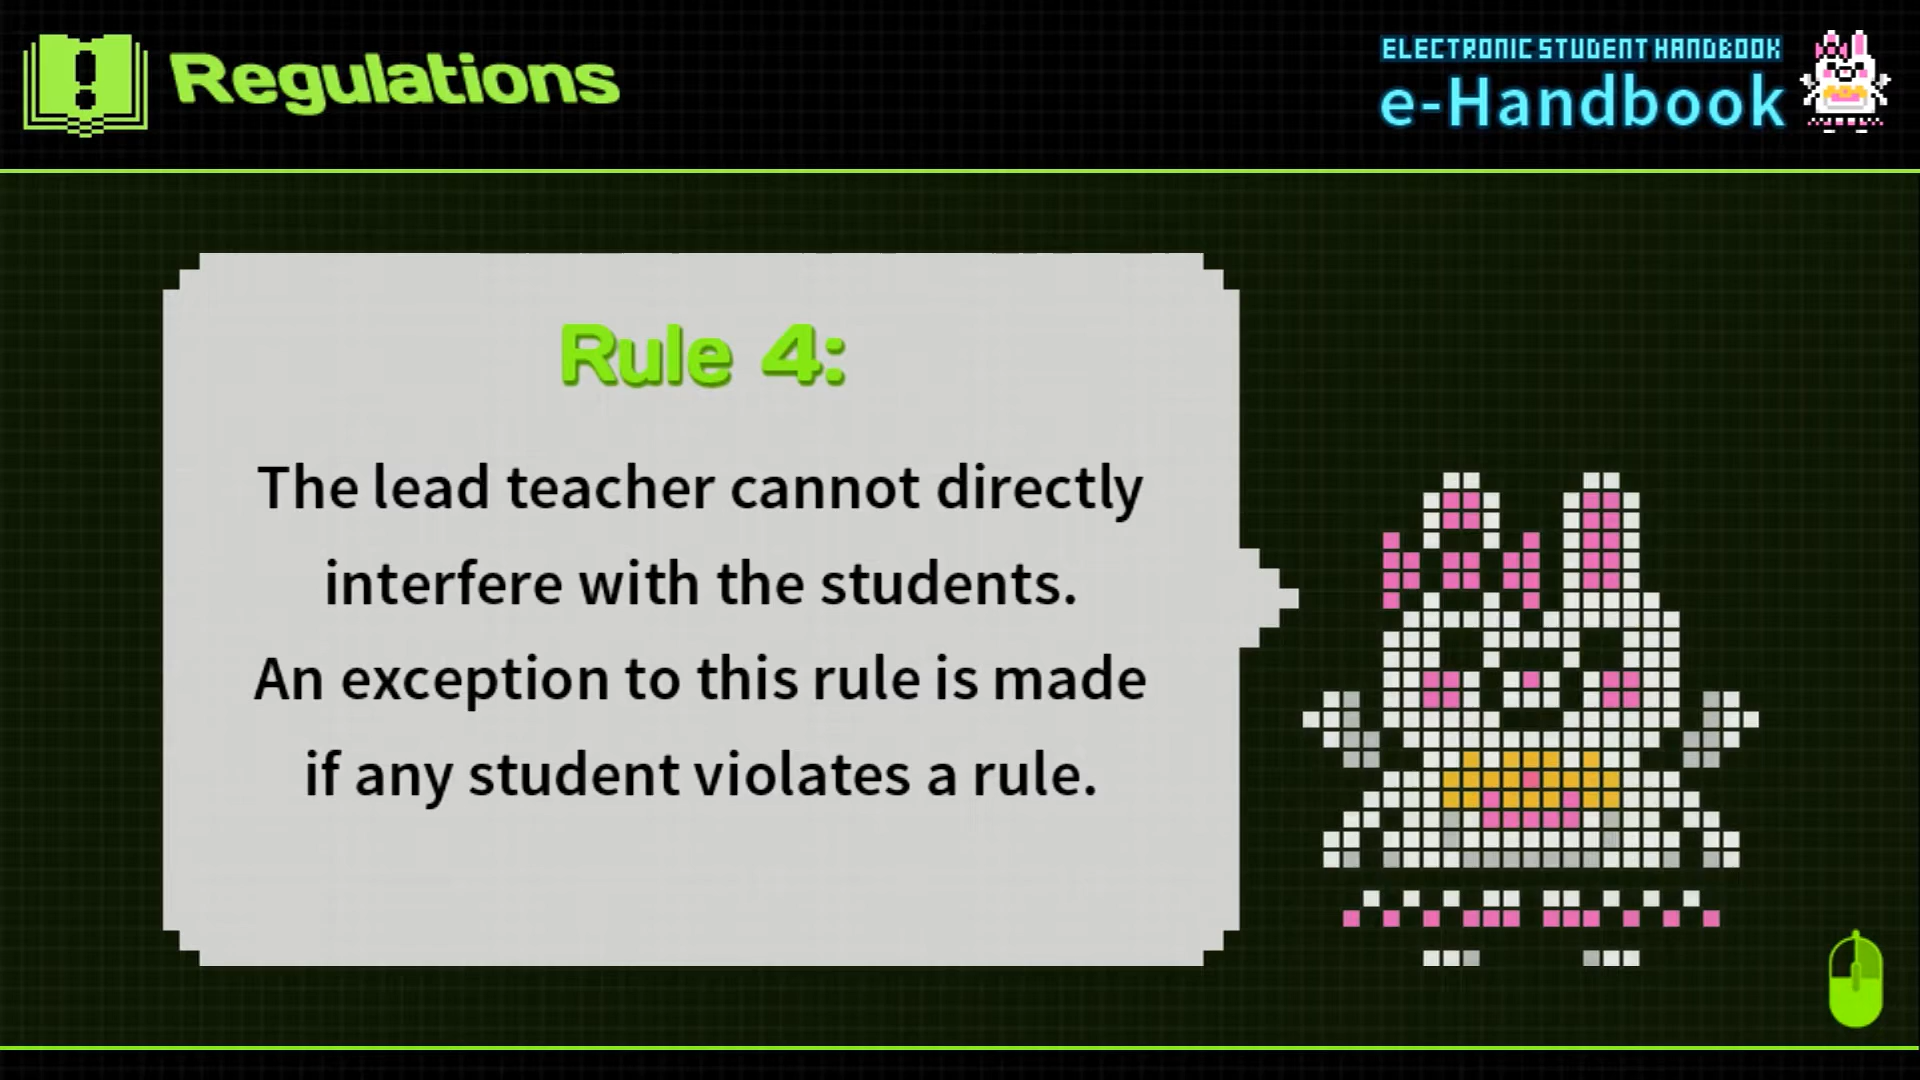 Regulations
ELECTRONIC STUDENT HANDBOOK
e-Handbook
Rule 4:
The lead teacher cannot directly
interfere with the students.
An exception to this rule is made
if any student violates a rule.